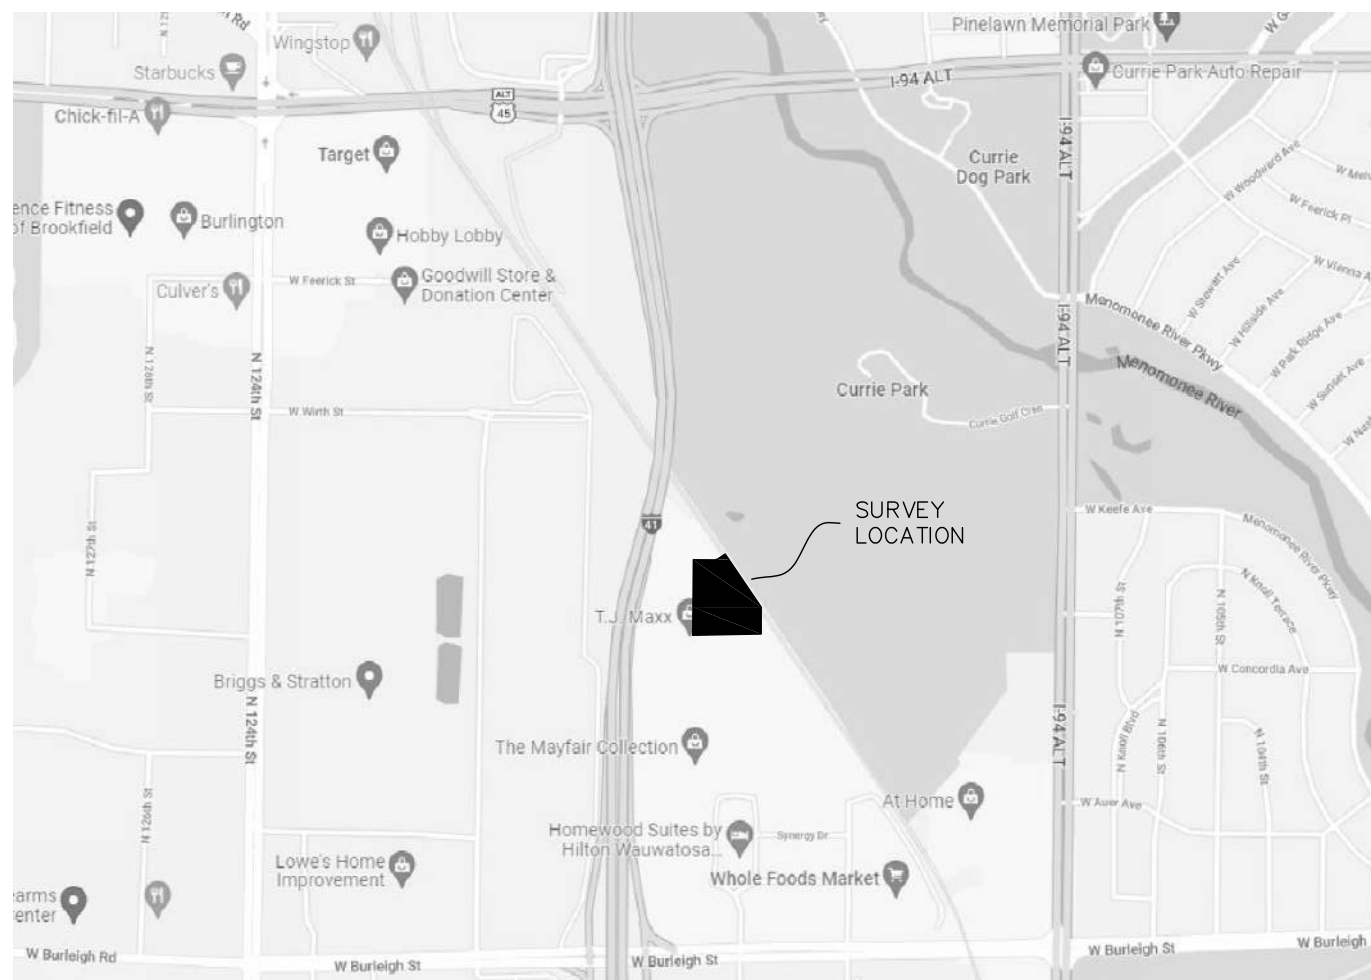 Pinelawn Memorial Park
Wingstop
Starbucks
Currie Park Auto Repair
I-94 ALT
ALT
45
Chick-fil-A
Target
I-94 ALT
Currie
Dog Park
W Woodward Ave
W Feerick Pl
ence Fitness
of Brookfield
Burlington
Hobby Lobby
W Vienna A
W Stewart Ave
Culver's
W Feerick St
Goodwill Store &
Donation Center
Menomonee River Pkwy
W Hillside Ave
W Park Ridge Ave
I-94 ALT
N 124th St
Menomonee River
W Sunset Ave
Currie Park
W Wirth St
SURVEY
LOCATION
41
W Keefe Ave
Menomonee River Pkwy
N 127th St
T.J. Maxx
N 107th St
N 105th St
N Knoll Terrace
Briggs & Stratton
W Concordia Ave
N 124th St
I-94 ALT
The Mayfair Collection
N Knoll Blvd
N 106th St
N 104th St
At Home
W Auer Ave
N 126th St
Homewood Suites by
Hilton Wauwatosa...
Synergy Dr
Lowe's Home
Improvement
Whole Foods Market
earms
enter
W Burleigh Rd
W Burleigh St
W Burleigh St
W Burleigh St
W Burleigh